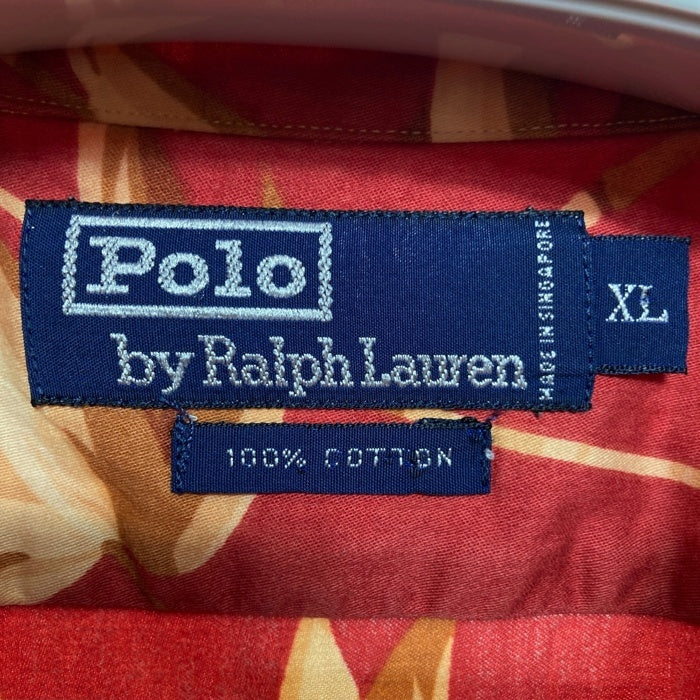 Polo
by Ralph Lauren
MADE IN SINGAPORE
XL
100% COTTON